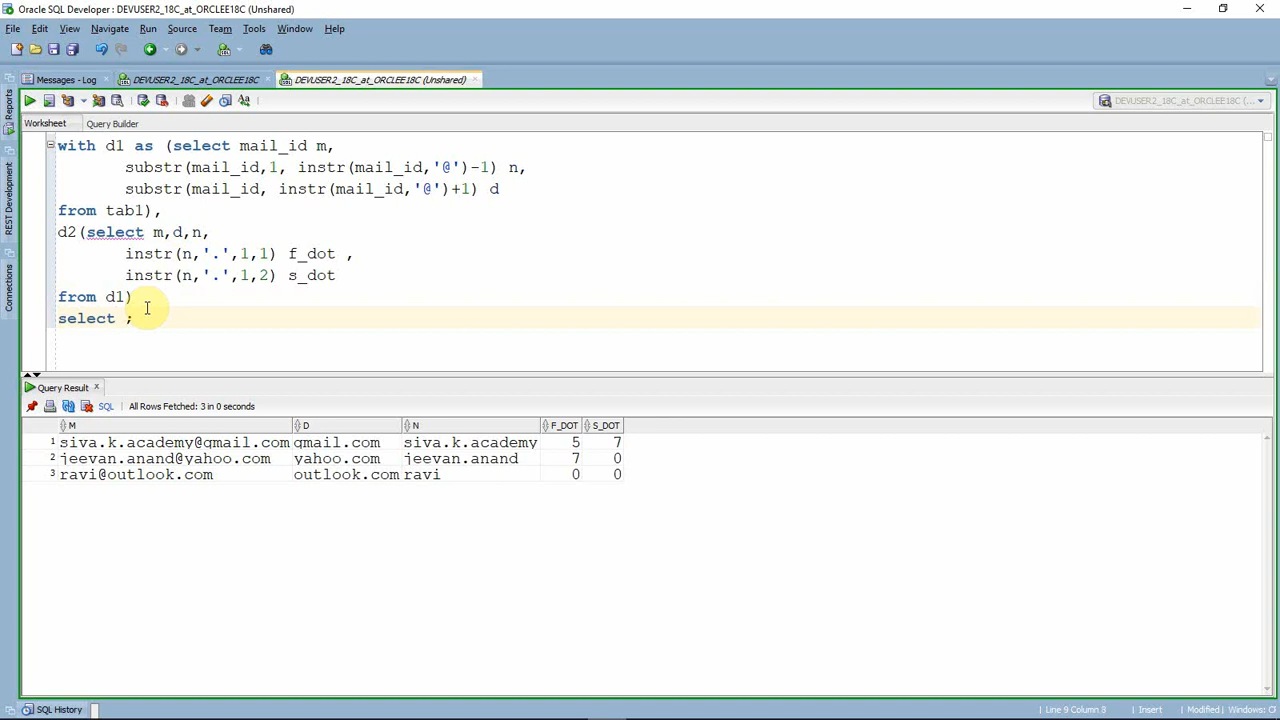 Oracle SQL Developer : DEVUSER2_18C_at_ORCLEE18C (Unshared)
File Edit View Navigate Run Source Team Tools Window Help
Messages - Log DEVUSER2_18C_at_ORCLEE18C DEVUSER2_18C_at_ORCLEE18C (Unshared)
DEVUSER2_18C_at_ORCLEE18C (...
Reports
REST Development
Connections
Worksheet Query Builder
with d1 as (select mail_id m,
substr(mail_id,1, instr(mail_id,'@')-1) n,
substr(mail_id, instr(mail_id,'@')+1) d
from tab1),
d2(select m,d,n,
instr(n,'.',1,1) f_dot ,
instr(n,'.',1,2) s_dot
from d1)
select ;
Query Result x
SQL | All Rows Fetched: 3 in 0 seconds
M D N F_DOT S_DOT
1 siva.k.academy@gmail.com gmail.com siva.k.academy 5 7
2 jeevan.anand@yahoo.com yahoo.com jeevan.anand 7 0
3 ravi@outlook.com outlook.com ravi 0 0
SQL History
Line 9 Column 8 Insert Modified Windows: C